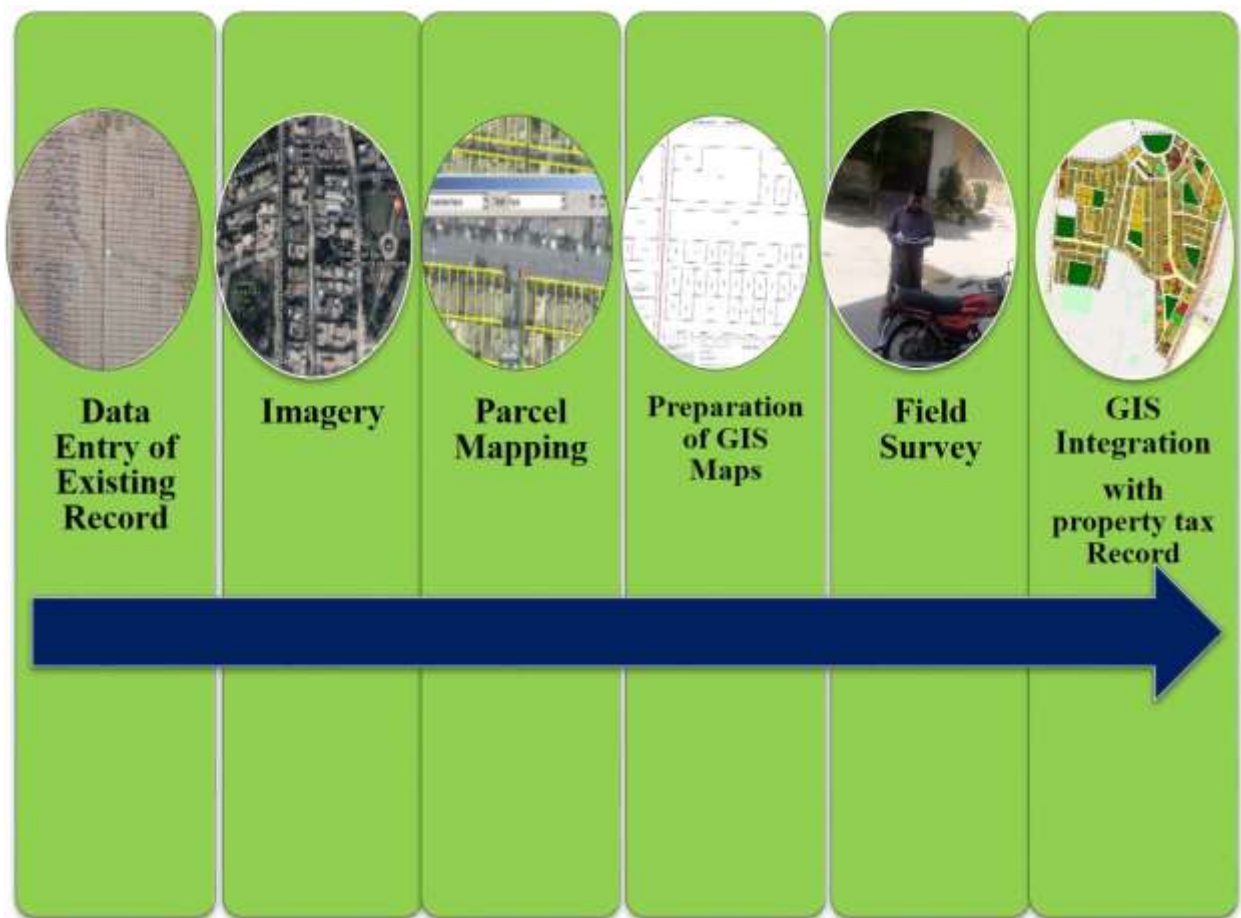 Data
Entry of
Existing
Record
Imagery
Parcel
Mapping
Preparation
of GIS
Maps
Field
Survey
GIS
Integration
with
property tax
Record